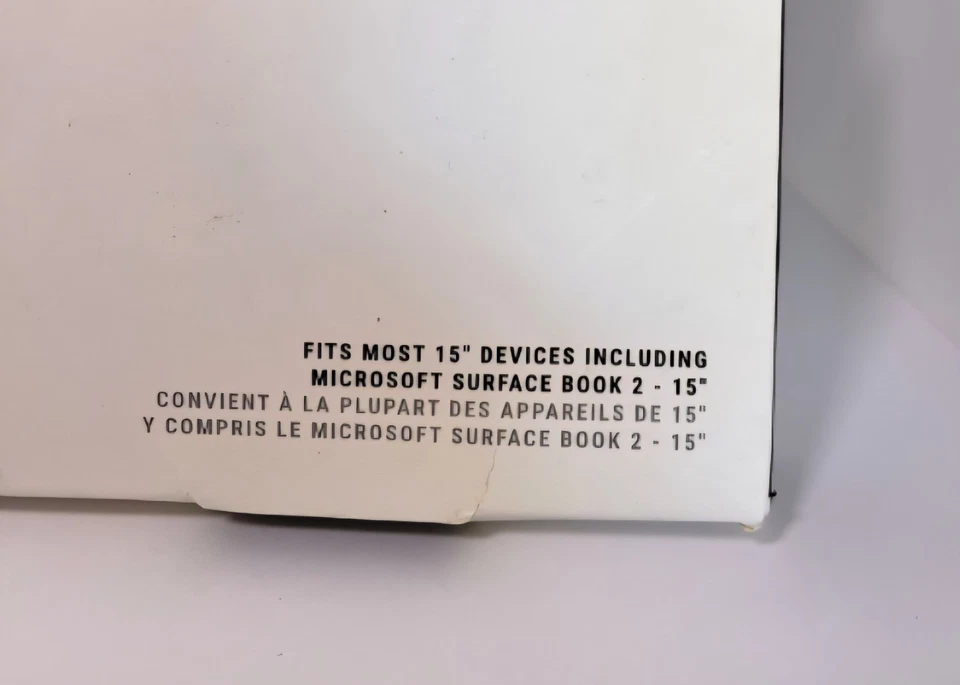 FITS MOST 15" DEVICES INCLUDING
MICROSOFT SURFACE BOOK 2 - 15"
CONVIENT À LA PLUPART DES APPAREILS DE 15"
Y COMPRIS LE MICROSOFT SURFACE BOOK 2 - 15"